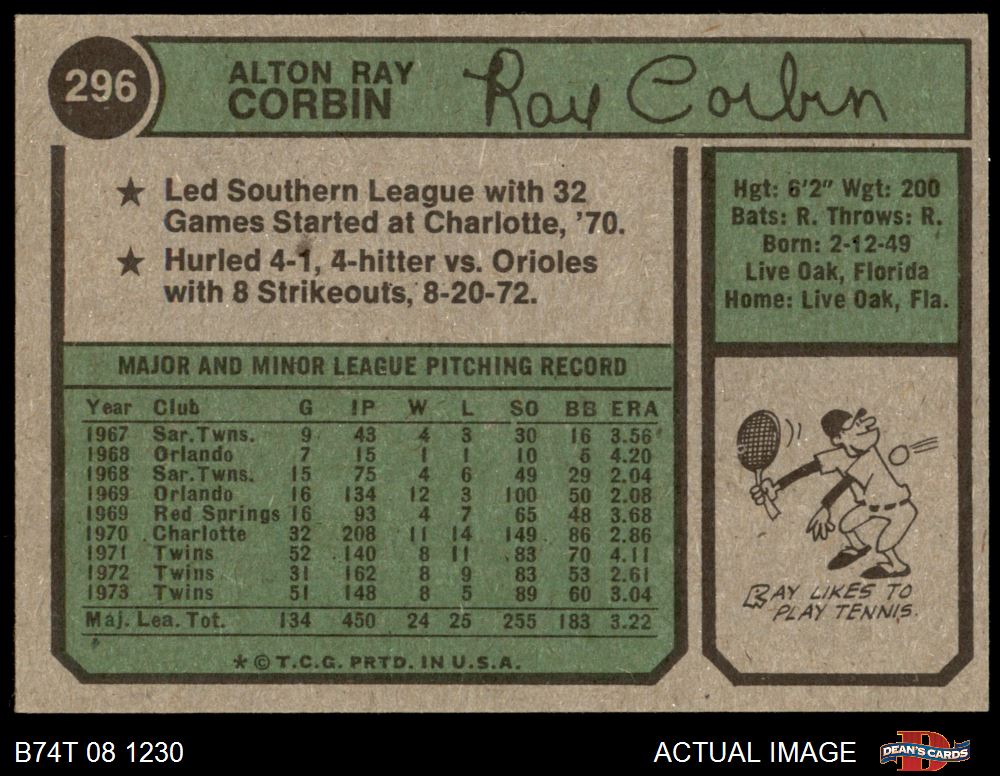 296
ALTON RAY
CORBIN
Ray Corbin
★ Led Southern League with 32
Games Started at Charlotte, '70.
★ Hurled 4-1, 4-hitter vs. Orioles
with 8 Strikeouts, 8-20-72.
Hgt: 6'2" Wgt: 200
Bats: R. Throws: R.
Born: 2-12-49
Live Oak, Florida
Home: Live Oak, Fla.
MAJOR AND MINOR LEAGUE PITCHING RECORD
Year Club G IP W L SO BB ERA
1967 Sar. Twns. 9 43 4 3 30 16 3.56
1968 Orlando 7 15 1 1 10 5 4.20
1968 Sar. Twns. 15 75 4 6 49 29 2.04
1969 Orlando 16 134 12 3 100 50 2.08
1969 Red Springs 16 93 4 7 65 48 3.68
1970 Charlotte 32 208 11 14 149 86 2.86
1971 Twins 52 140 8 11 83 70 4.11
1972 Twins 31 162 8 9 83 53 2.61
1973 Twins 51 148 8 5 89 60 3.04
Maj. Lea. Tot. 134 450 24 25 255 183 3.22
* © T.C.G. PRTD. IN U.S.A.
RAY LIKES TO
PLAY TENNIS.
B74T 08 1230
ACTUAL IMAGE
DEAN'S CARDS